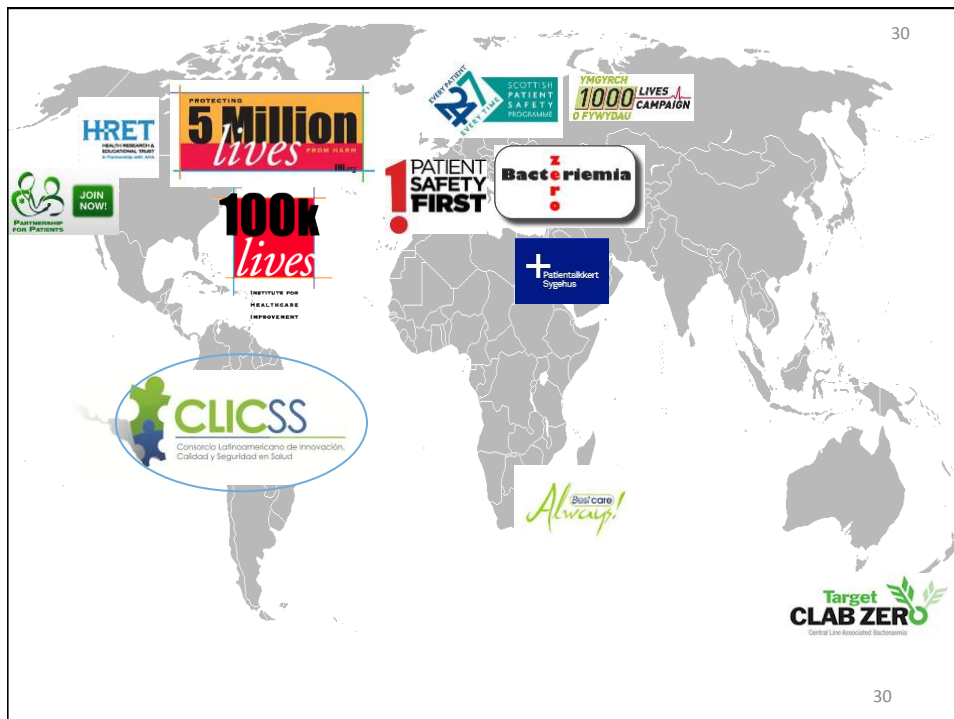 30
EVERY PATIENT
24
7
EVERY TIME
SCOTTISH
PATIENT
SAFETY
PROGRAMME
YMGYRCH
1000 LIVES
CAMPAIGN
O FYWYDAU
PROTECTING
5 Million
lives
FROM HARM
IHI.org
HRET
HEALTH RESEARCH &
EDUCATIONAL TRUST
In Partnership with AHA
JOIN
NOW!
PARTNERSHIP
FOR PATIENTS
100k
lives
INSTITUTE FOR
HEALTHCARE
IMPROVEMENT
PATIENT
SAFETY
FIRST
Bacteriemia
zero
Patientsikkert
Sygehus
CLICSS
Consorcio Latinoamericano de Innovación,
Calidad y Seguridad en Salud
Best care
Always!
Target
CLAB ZERO
Central Line Associated Bacteraemia
30